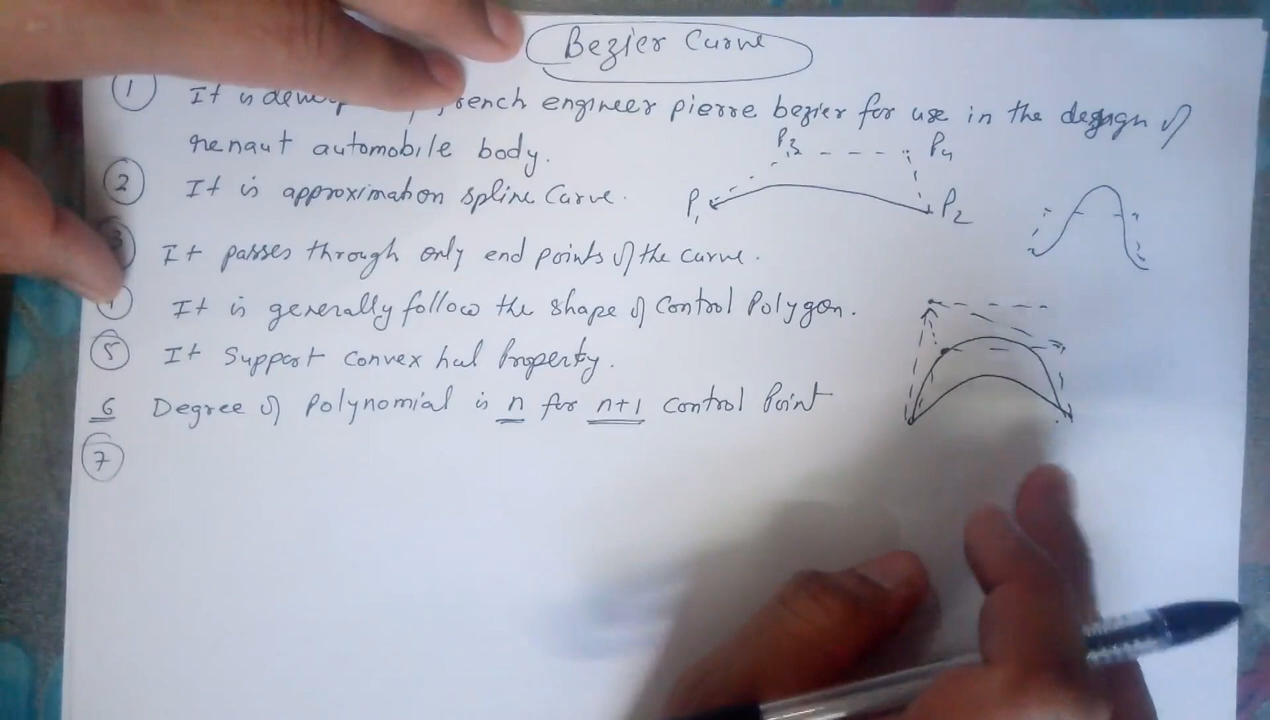 Bezier Curve
1 It is French engineer pierre bezier for use in the design of
renaut automobile body.
2 It is approximation spline Curve.
3 It passes through only end points of the curve.
4 It is generally follow the shape of Control Polygon.
5 It Support convex hul Property.
6 Degree of Polynomial is n for n+1 Control Point
7
P3 P4
P1 P2